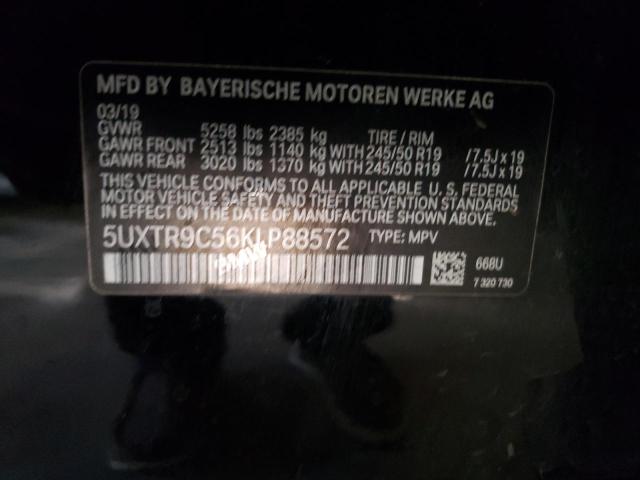 MFD BY BAYERISCHE MOTOREN WERKE AG
03/19
GVWR 5258 lbs 2385 kg TIRE / RIM
GAWR FRONT 2513 lbs 1140 kg WITH 245/50 R19 /7.5J x 19
GAWR REAR 3020 lbs 1370 kg WITH 245/50 R19 /7.5J x 19
THIS VEHICLE CONFORMS TO ALL APPLICABLE U. S. FEDERAL
MOTOR VEHICLE SAFETY AND THEFT PREVENTION STANDARDS
IN EFFECT ON THE DATE OF MANUFACTURE SHOWN ABOVE.
5UXTR9C56KLP88572 TYPE: MPV
668U
7 320 730